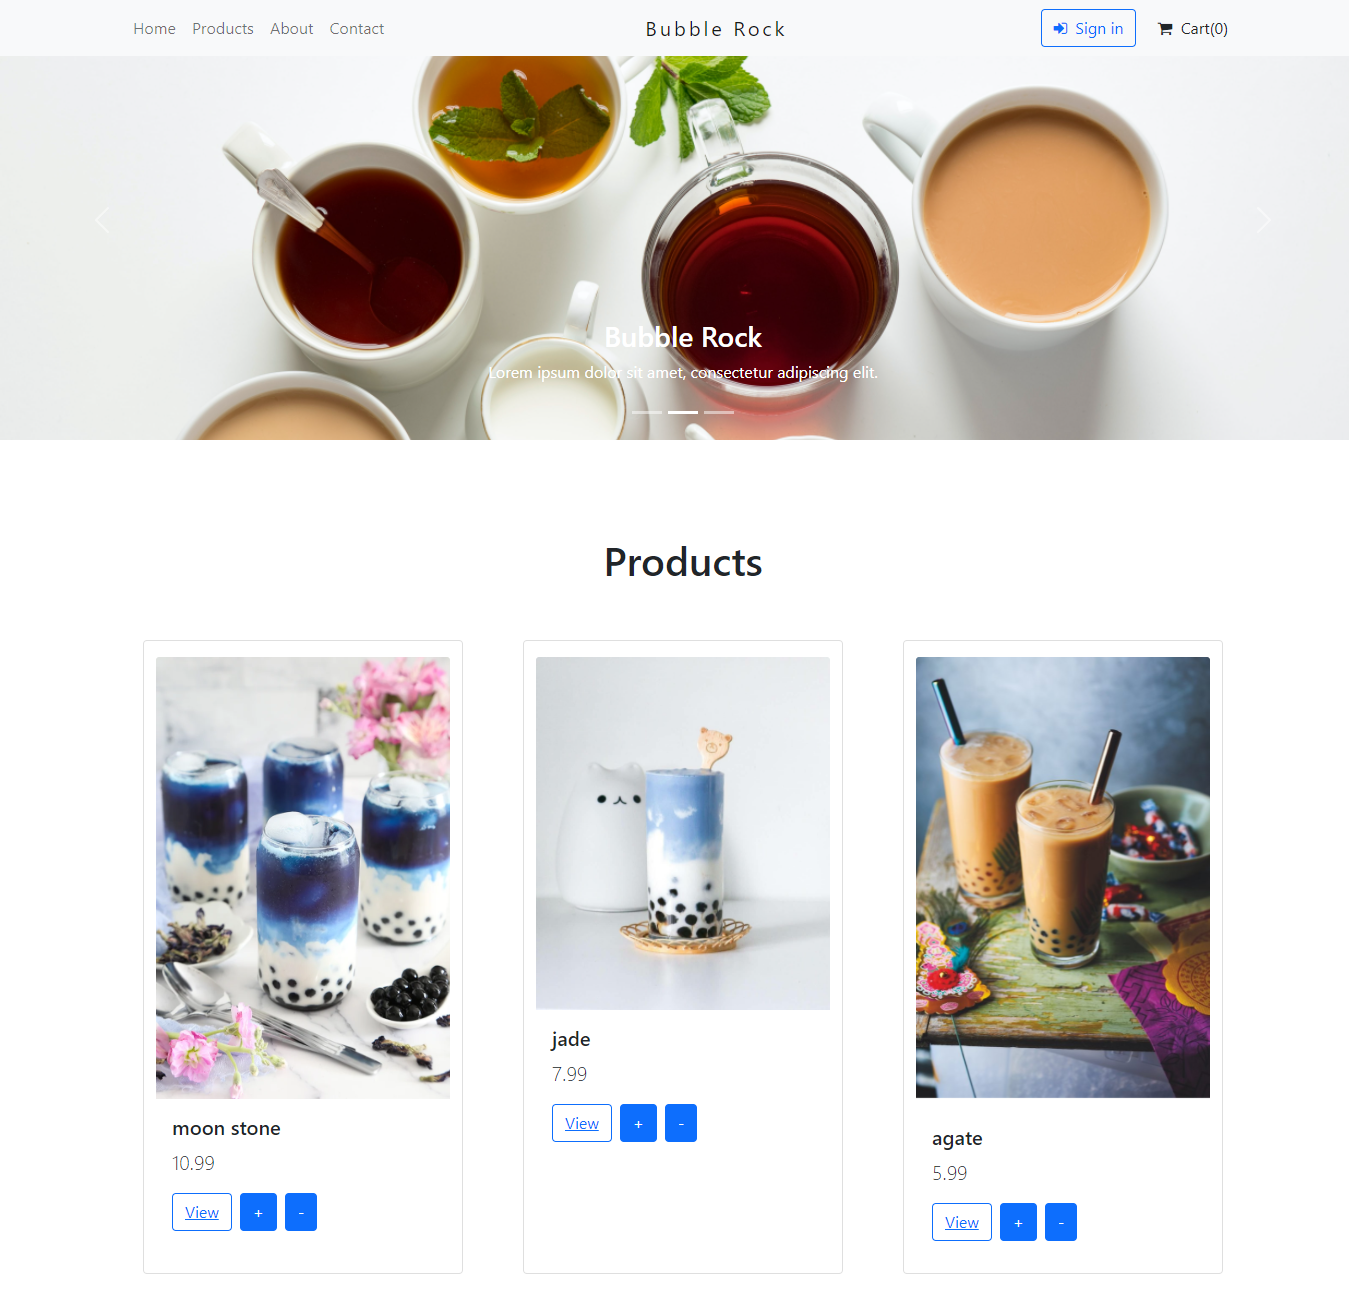 Home Products About Contact Bubble Rock Sign in Cart(0)
Bubble Rock
Lorem ipsum dolor sit amet, consectetur adipiscing elit.
Products
moon stone
10.99
View + -
jade
7.99
View + -
agate
5.99
View + -